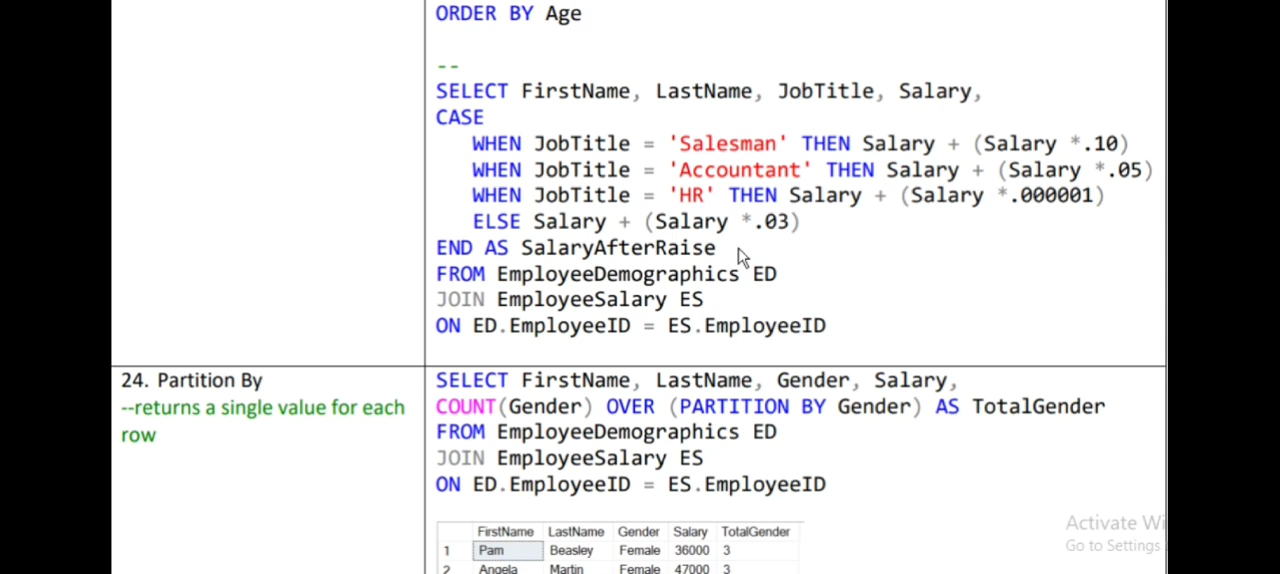 ORDER BY Age
--
SELECT FirstName, LastName, JobTitle, Salary,
CASE
WHEN JobTitle = 'Salesman' THEN Salary + (Salary *.10)
WHEN JobTitle = 'Accountant' THEN Salary + (Salary *.05)
WHEN JobTitle = 'HR' THEN Salary + (Salary *.000001)
ELSE Salary + (Salary *.03)
END AS SalaryAfterRaise
FROM EmployeeDemographics ED
JOIN EmployeeSalary ES
ON ED.EmployeeID = ES.EmployeeID
24. Partition By
--returns a single value for each
row
SELECT FirstName, LastName, Gender, Salary,
COUNT(Gender) OVER (PARTITION BY Gender) AS TotalGender
FROM EmployeeDemographics ED
JOIN EmployeeSalary ES
ON ED.EmployeeID = ES.EmployeeID
FirstName LastName Gender Salary TotalGender
1 Pam Beasley Female 36000 3
2 Angela Martin Female 47000 3
Activate Wi
Go to Settings